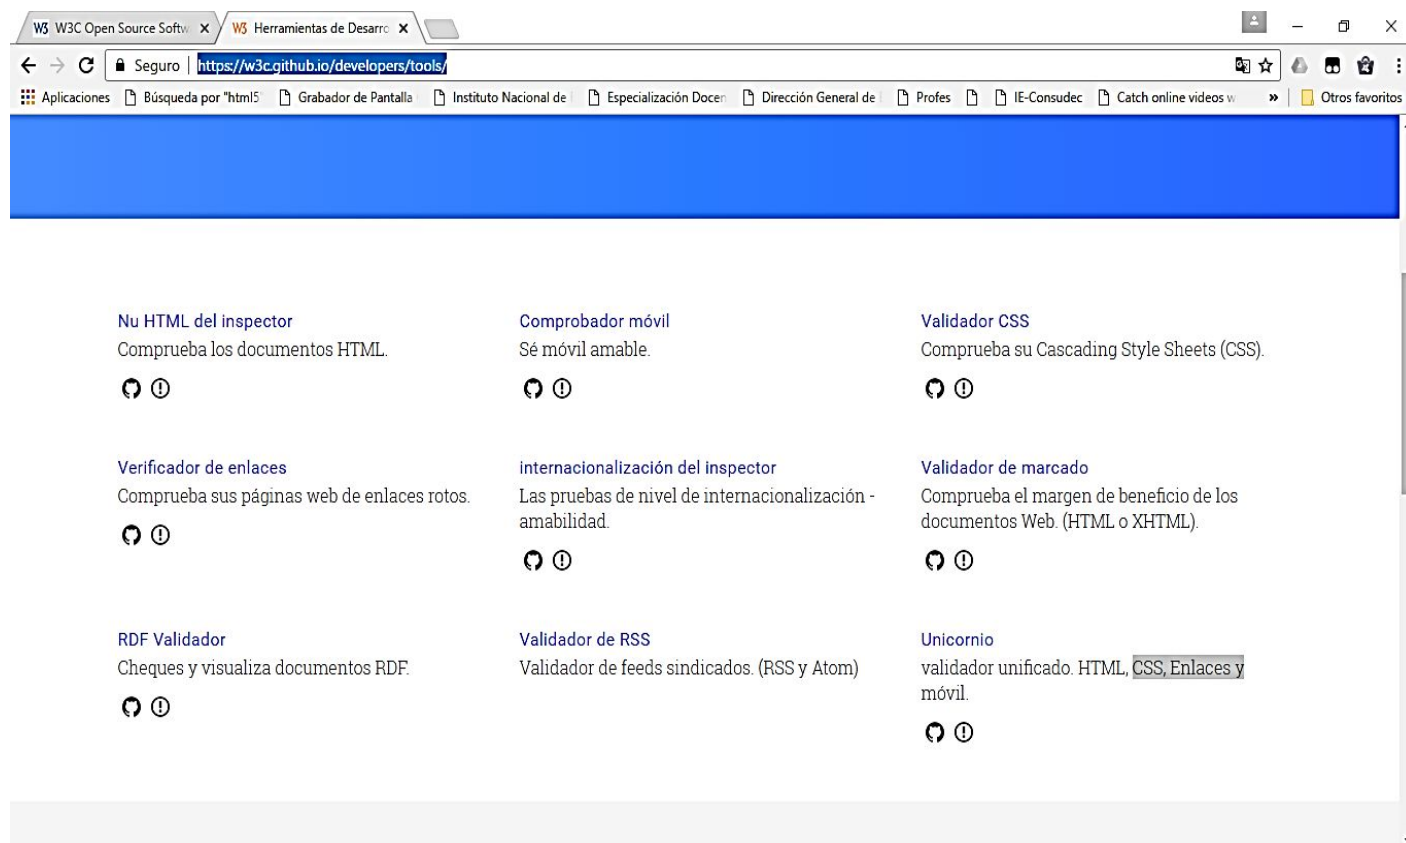 W3C Open Source Softw
Herramientas de Desarro
Seguro | https://w3c.github.io/developers/tools/
Aplicaciones Búsqueda por "html5 Grabador de Pantalla Instituto Nacional de Especialización Docen Dirección General de Profes IE-Consudec Catch online videos w » Otros favoritos
Nu HTML del inspector
Comprueba los documentos HTML.
Comprobador móvil
Sé móvil amable.
Validador CSS
Comprueba su Cascading Style Sheets (CSS).
Verificador de enlaces
Comprueba sus páginas web de enlaces rotos.
internacionalización del inspector
Las pruebas de nivel de internacionalización -
amabilidad.
Validador de marcado
Comprueba el margen de beneficio de los
documentos Web. (HTML o XHTML).
RDF Validador
Cheques y visualiza documentos RDF.
Validador de RSS
Validador de feeds sindicados. (RSS y Atom)
Unicornio
validador unificado. HTML, CSS, Enlaces y
móvil.